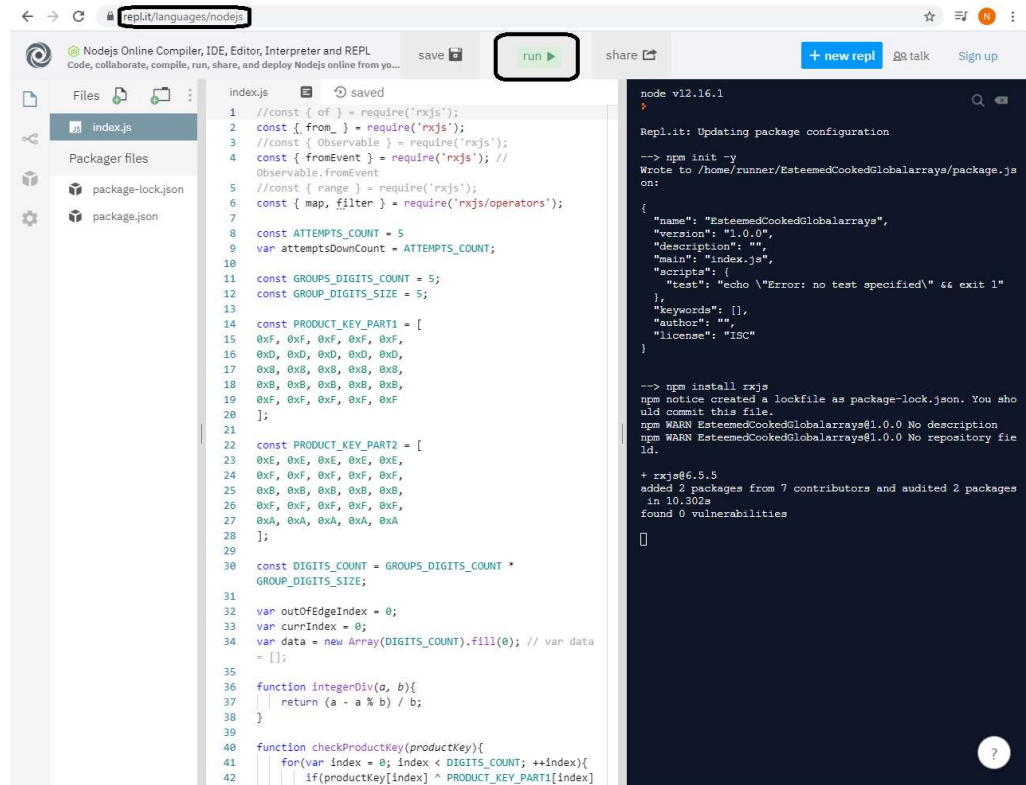 repl.it/languages/nodejs
N
Nodejs Online Compiler, IDE, Editor, Interpreter and REPL
Code, collaborate, compile, run, share, and deploy Nodejs online from yo...
save
run
share
+ new repl
talk
Sign up
Files
index.js
Packager files
package-lock.json
package.json
index.js
saved
1 //const { of } = require('rxjs');
2 const { from_ } = require('rxjs');
3 //const { Observable } = require('rxjs');
4 const { fromEvent } = require('rxjs'); //
Observable.fromEvent
5 //const { range } = require('rxjs');
6 const { map, filter } = require('rxjs/operators');
7
8 const ATTEMPTS_COUNT = 5
9 var attemptsDownCount = ATTEMPTS_COUNT;
10
11 const GROUPS_DIGITS_COUNT = 5;
12 const GROUP_DIGITS_SIZE = 5;
13
14 const PRODUCT_KEY_PART1 = [
15 0xF, 0xF, 0xF, 0xF, 0xF,
16 0xD, 0xD, 0xD, 0xD, 0xD,
17 0x8, 0x8, 0x8, 0x8, 0x8,
18 0xB, 0xB, 0xB, 0xB, 0xB,
19 0xF, 0xF, 0xF, 0xF, 0xF
20 ];
21
22 const PRODUCT_KEY_PART2 = [
23 0xE, 0xE, 0xE, 0xE, 0xE,
24 0xF, 0xF, 0xF, 0xF, 0xF,
25 0xB, 0xB, 0xB, 0xB, 0xB,
26 0xF, 0xF, 0xF, 0xF, 0xF,
27 0xA, 0xA, 0xA, 0xA, 0xA
28 ];
29
30 const DIGITS_COUNT = GROUPS_DIGITS_COUNT *
GROUP_DIGITS_SIZE;
31
32 var outOfEdgeIndex = 0;
33 var currIndex = 0;
34 var data = new Array(DIGITS_COUNT).fill(0); // var data
= [];
35
36 function integerDiv(a, b){
37 return (a - a % b) / b;
38 }
39
40 function checkProductKey(productKey){
41 for(var index = 0; index < DIGITS_COUNT; ++index){
42 if(productKey[index] ^ PRODUCT_KEY_PART1[index]
node v12.16.1
Repl.it: Updating package configuration
--> npm init -y
Wrote to /home/runner/EsteemedCookedGlobalarrays/package.js
on:
{
"name": "EsteemedCookedGlobalarrays",
"version": "1.0.0",
"description": "",
"main": "index.js",
"scripts": {
"test": "echo \"Error: no test specified\" && exit 1"
},
"keywords": [],
"author": "",
"license": "ISC"
}
--> npm install rxjs
npm notice created a lockfile as package-lock.json. You sho
uld commit this file.
npm WARN EsteemedCookedGlobalarrays@1.0.0 No description
npm WARN EsteemedCookedGlobalarrays@1.0.0 No repository fie
ld.
+ rxjs@6.5.5
added 2 packages from 7 contributors and audited 2 packages
in 10.302s
found 0 vulnerabilities
?